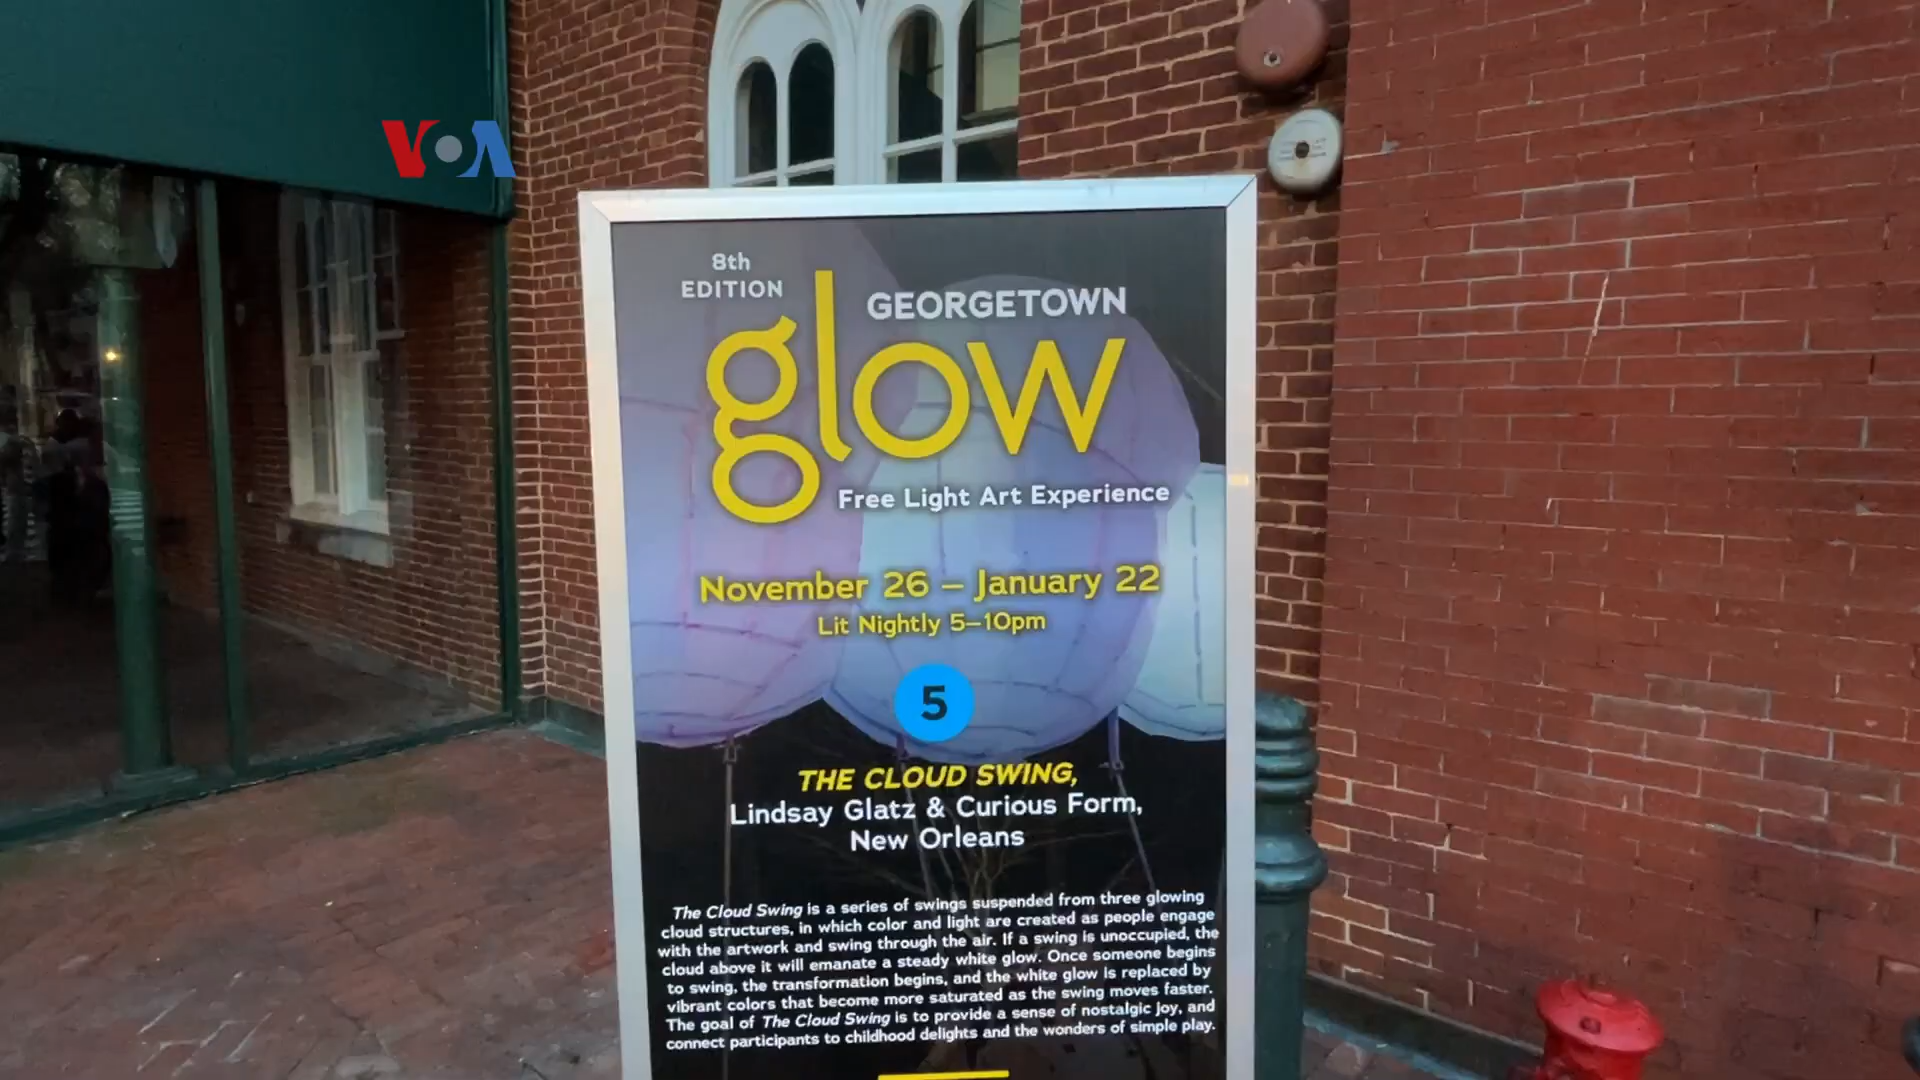 VOA
8th
EDITION
GEORGETOWN
glow
Free Light Art Experience
November 26 – January 22
Lit Nightly 5–10pm
5
THE CLOUD SWING,
Lindsay Glatz & Curious Form,
New Orleans
The Cloud Swing is a series of swings suspended from three glowing
cloud structures, in which color and light are created as people engage
with the artwork and swing through the air. If a swing is unoccupied, the
cloud above it will emanate a steady white glow. Once someone begins
to swing, the transformation begins, and the white glow is replaced by
vibrant colors that become more saturated as the swing moves faster.
The goal of The Cloud Swing is to provide a sense of nostalgic joy, and
connect participants to childhood delights and the wonders of simple play.